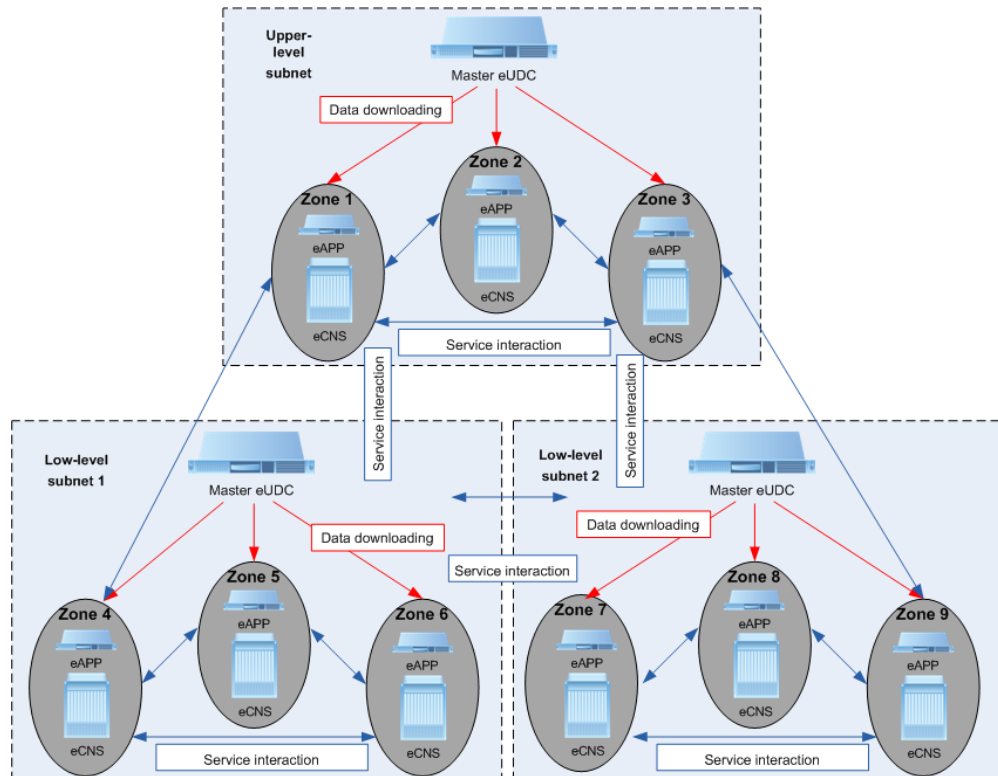 Upper-
level
subnet
Master eUDC
Data downloading
Zone 1
eAPP
eCNS
Zone 2
eAPP
eCNS
Zone 3
eAPP
eCNS
Service interaction
Service interaction
Service interaction
Low-level
subnet 1
Master eUDC
Data downloading
Zone 4
eAPP
eCNS
Zone 5
eAPP
eCNS
Zone 6
eAPP
eCNS
Service interaction
Service interaction
Low-level
subnet 2
Master eUDC
Data downloading
Zone 7
eAPP
eCNS
Zone 8
eAPP
eCNS
Zone 9
eAPP
eCNS
Service interaction